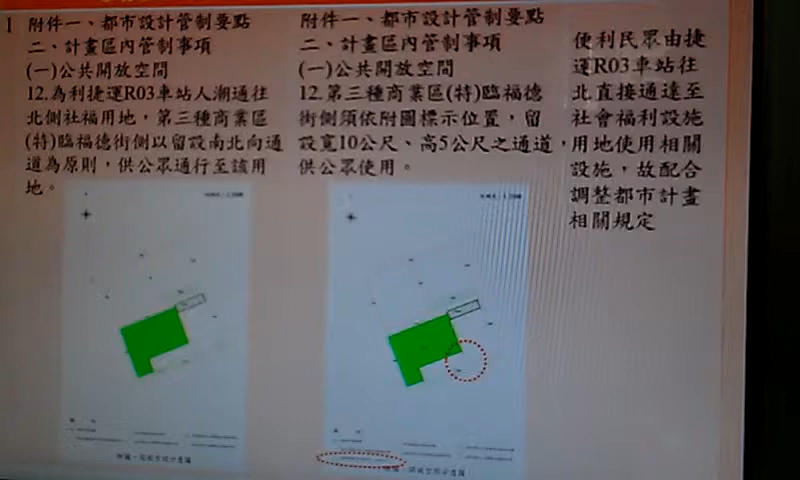 1
附件一、都市設計管制要點
二、計畫區內管制事項
(一)公共開放空間
12.為利捷運R03車站人潮通往
北側社福用地，第三種商業區
(特)臨福德街側以留設南北向通
道為原則，供公眾通行至該用
地。
附件一、都市設計管制要點
二、計畫區內管制事項
(一)公共開放空間
12.第三種商業區(特)臨福德
街側須依附圖標示位置，留
設寬10公尺、高5公尺之通道，
供公眾使用。
便利民眾由捷
運R03車站往
北直接通達至
社會福利設施
用地使用相關
設施，故配合
調整都市計畫
相關規定